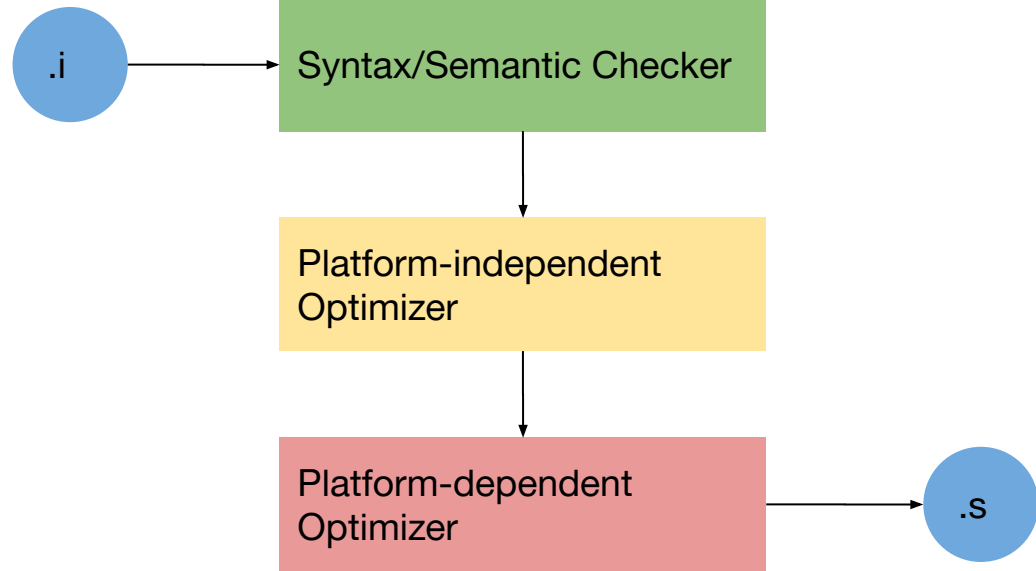 .i
Syntax/Semantic Checker
Platform-independent
Optimizer
Platform-dependent
Optimizer
.s